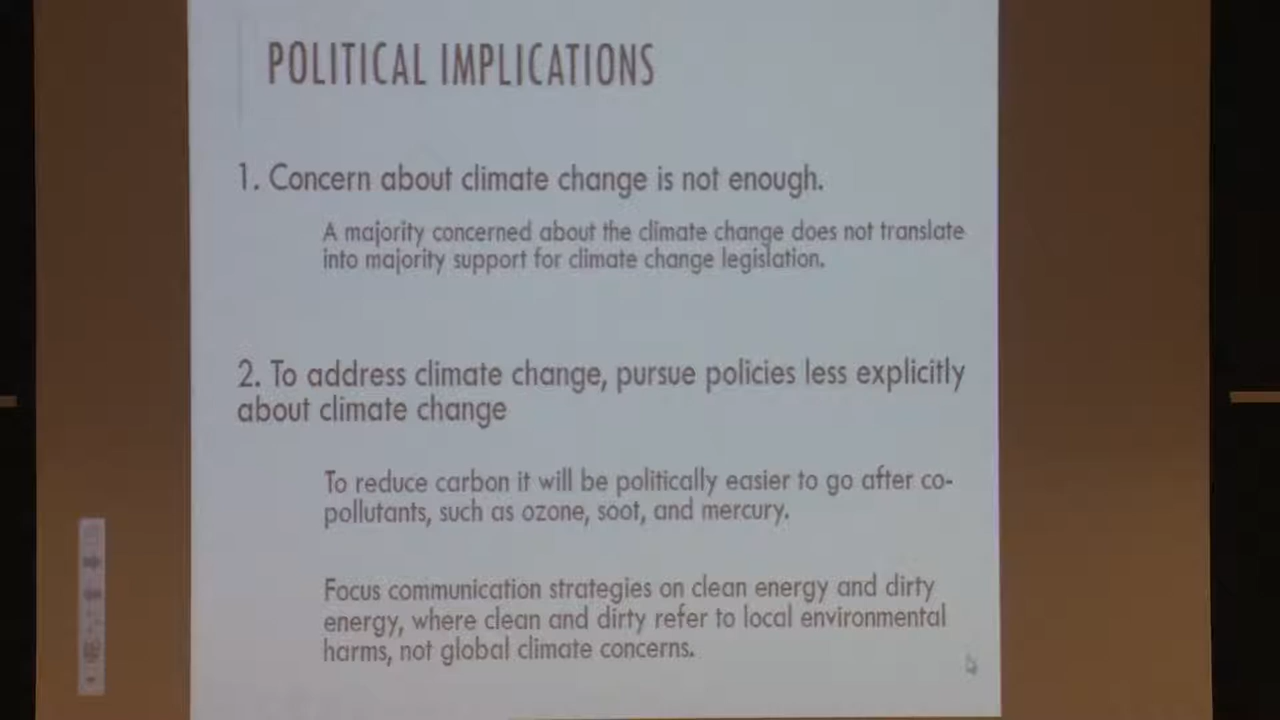 POLITICAL IMPLICATIONS
1. Concern about climate change is not enough.
A majority concerned about the climate change does not translate
into majority support for climate change legislation.
2. To address climate change, pursue policies less explicitly
about climate change
To reduce carbon it will be politically easier to go after co-
pollutants, such as ozone, soot, and mercury.
Focus communication strategies on clean energy and dirty
energy, where clean and dirty refer to local environmental
harms, not global climate concerns.